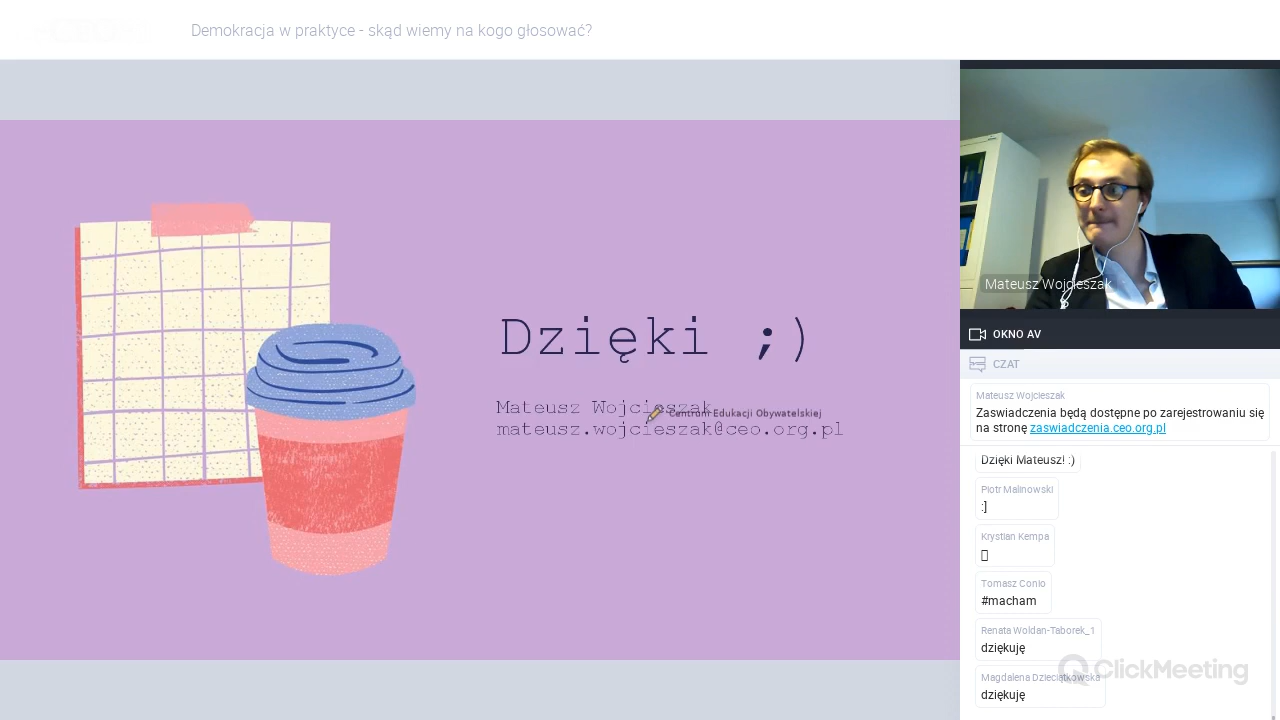 Demokracja w praktyce - skąd wiemy na kogo głosować?
Dzięki ;)
Mateusz Wojcieszak
Centrum Edukacji Obywatelskiej
mateusz.wojcieszak@ceo.org.pl
Mateusz Wojcieszak
OKNO AV
CZAT
Mateusz Wojcieszak
Zaswiadczenia będą dostępne po zarejestrowaniu się
na stronę zaswiadczenia.ceo.org.pl
Dzięki Mateusz! :)
Piotr Malinowski
:]
Krystian Kempa
Tomasz Conio
#macham
Renata Woldan-Taborek_1
dziękuję
Magdalena Dzieciątkowska
dziękuję
ClickMeeting